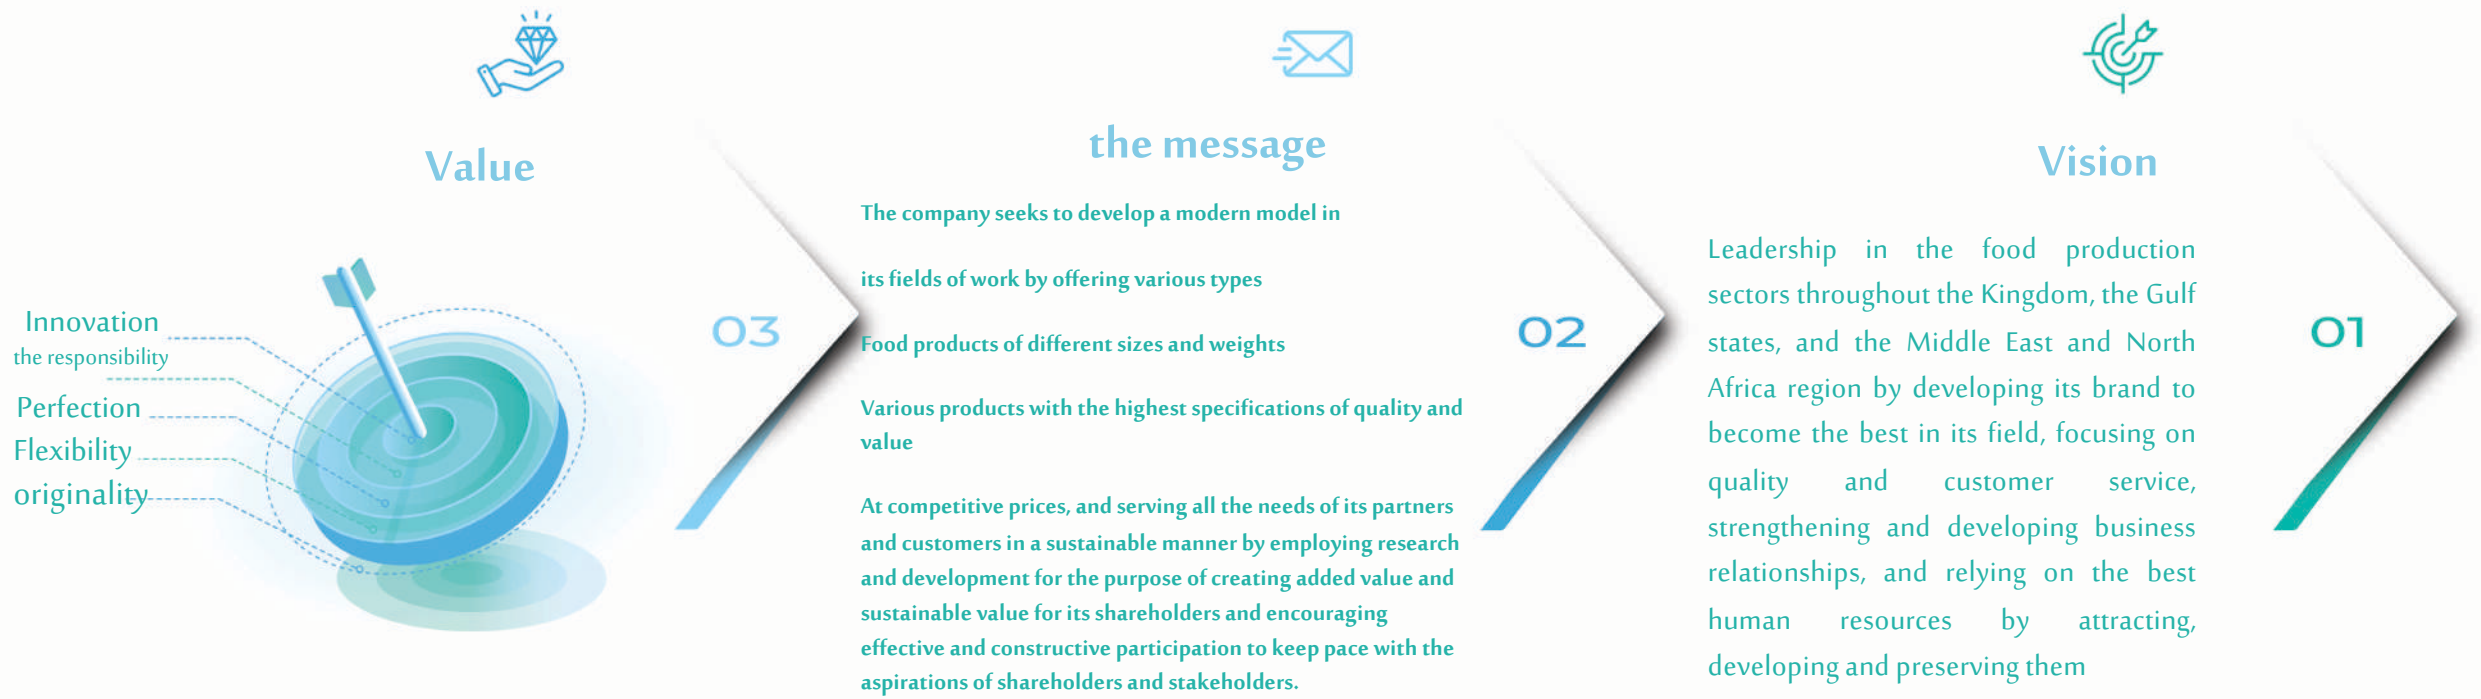 Value
Innovation
the responsibility
Perfection
Flexibility
originality
03
the message
The company seeks to develop a modern model in
its fields of work by offering various types
Food products of different sizes and weights
Various products with the highest specifications of quality and
value
At competitive prices, and serving all the needs of its partners
and customers in a sustainable manner by employing research
and development for the purpose of creating added value and
sustainable value for its shareholders and encouraging
effective and constructive participation to keep pace with the
aspirations of shareholders and stakeholders.
02
Vision
Leadership in the food production
sectors throughout the Kingdom, the Gulf
states, and the Middle East and North
Africa region by developing its brand to
become the best in its field, focusing on
quality and customer service,
strengthening and developing business
relationships, and relying on the best
human resources by attracting,
developing and preserving them
01